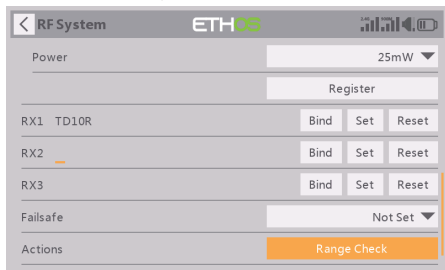 RF System ETHOS
Power 25mW
Register
RX1 TD10R Bind Set Reset
RX2 _ Bind Set Reset
RX3 Bind Set Reset
Failsafe Not Set
Actions Range Check